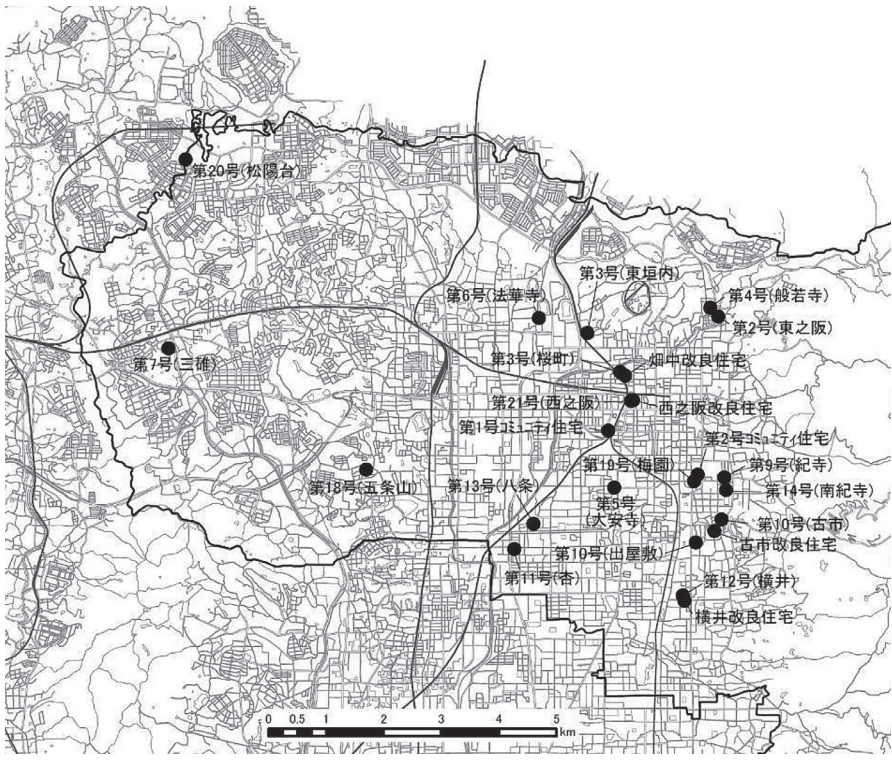 第20号(松陽台)
第3号(東垣内)
第6号(法華寺)
第4号(般若寺)
第2号(東之阪)
第7号(三碓)
第3号(桜町)
畑中改良住宅
第21号(西之阪)
西之阪改良住宅
第1号コミュニティ住宅
第2号コミュニティ住宅
第19号(梅園)
第9号(紀寺)
第18号(五条山)
第13号(八条)
第5号
(大安寺)
第14号(南紀寺)
第10号(古市)
古市改良住宅
第10号(出屋敷)
第11号(杏)
第12号(横井)
横井改良住宅
0 0.5 1 2 3 4 5
km